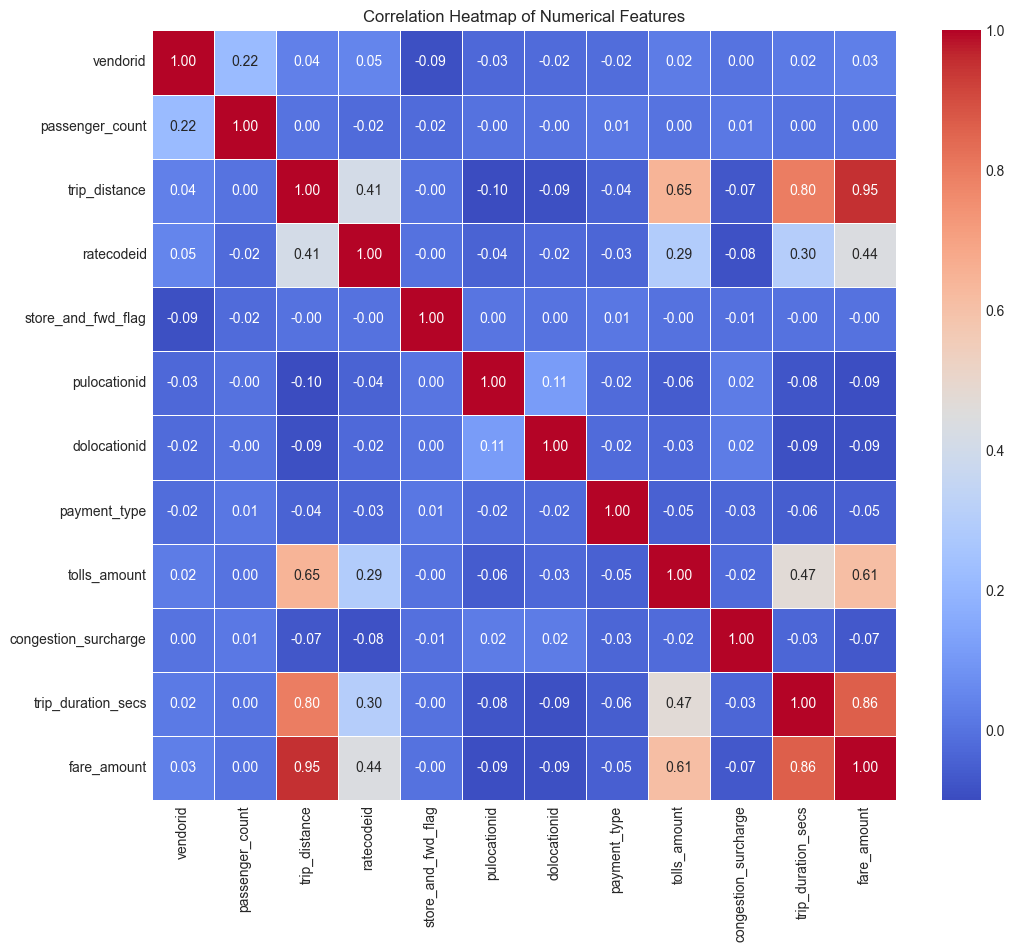 Correlation Heatmap of Numerical Features
vendorid 1.00 0.22 0.04 0.05 -0.09 -0.03 -0.02 -0.02 0.02 0.00 0.02 0.03
passenger_count 0.22 1.00 0.00 -0.02 -0.02 -0.00 -0.00 0.01 0.00 0.01 0.00 0.00
trip_distance 0.04 0.00 1.00 0.41 -0.00 -0.10 -0.09 -0.04 0.65 -0.07 0.80 0.95
ratecodeid 0.05 -0.02 0.41 1.00 -0.00 -0.04 -0.02 -0.03 0.29 -0.08 0.30 0.44
store_and_fwd_flag -0.09 -0.02 -0.00 -0.00 1.00 0.00 0.00 0.01 -0.00 -0.01 -0.00 -0.00
pulocationid -0.03 -0.00 -0.10 -0.04 0.00 1.00 0.11 -0.02 -0.06 0.02 -0.08 -0.09
dolocationid -0.02 -0.00 -0.09 -0.02 0.00 0.11 1.00 -0.02 -0.03 0.02 -0.09 -0.09
payment_type -0.02 0.01 -0.04 -0.03 0.01 -0.02 -0.02 1.00 -0.05 -0.03 -0.06 -0.05
tolls_amount 0.02 0.00 0.65 0.29 -0.00 -0.06 -0.03 -0.05 1.00 -0.02 0.47 0.61
congestion_surcharge 0.00 0.01 -0.07 -0.08 -0.01 0.02 0.02 -0.03 -0.02 1.00 -0.03 -0.07
trip_duration_secs 0.02 0.00 0.80 0.30 -0.00 -0.08 -0.09 -0.06 0.47 -0.03 1.00 0.86
fare_amount 0.03 0.00 0.95 0.44 -0.00 -0.09 -0.09 -0.05 0.61 -0.07 0.86 1.00
vendorid
passenger_count
trip_distance
ratecodeid
store_and_fwd_flag
pulocationid
dolocationid
payment_type
tolls_amount
congestion_surcharge
trip_duration_secs
fare_amount
1.0
0.8
0.6
0.4
0.2
0.0